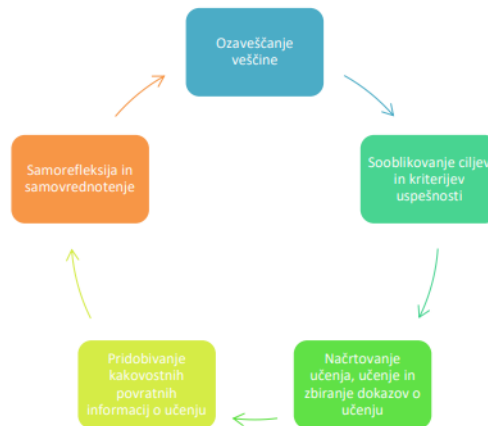 Ozaveščanje
veščine
Sooblikovanje ciljev
in kriterijev
uspešnosti
Načrtovanje
učenja, učenje in
zbiranje dokazov o
učenju
Pridobivanje
kakovostnih
povratnih
informacij o učenju
Samorefleksija in
samovrednotenje